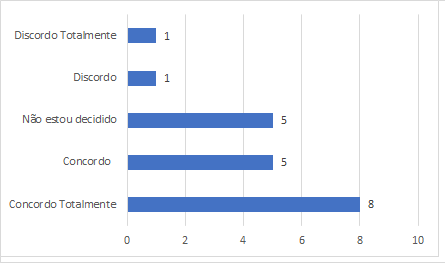 Discordo Totalmente 1
Discordo 1
Não estou decidido 5
Concordo 5
Concordo Totalmente 8
0 2 4 6 8 10